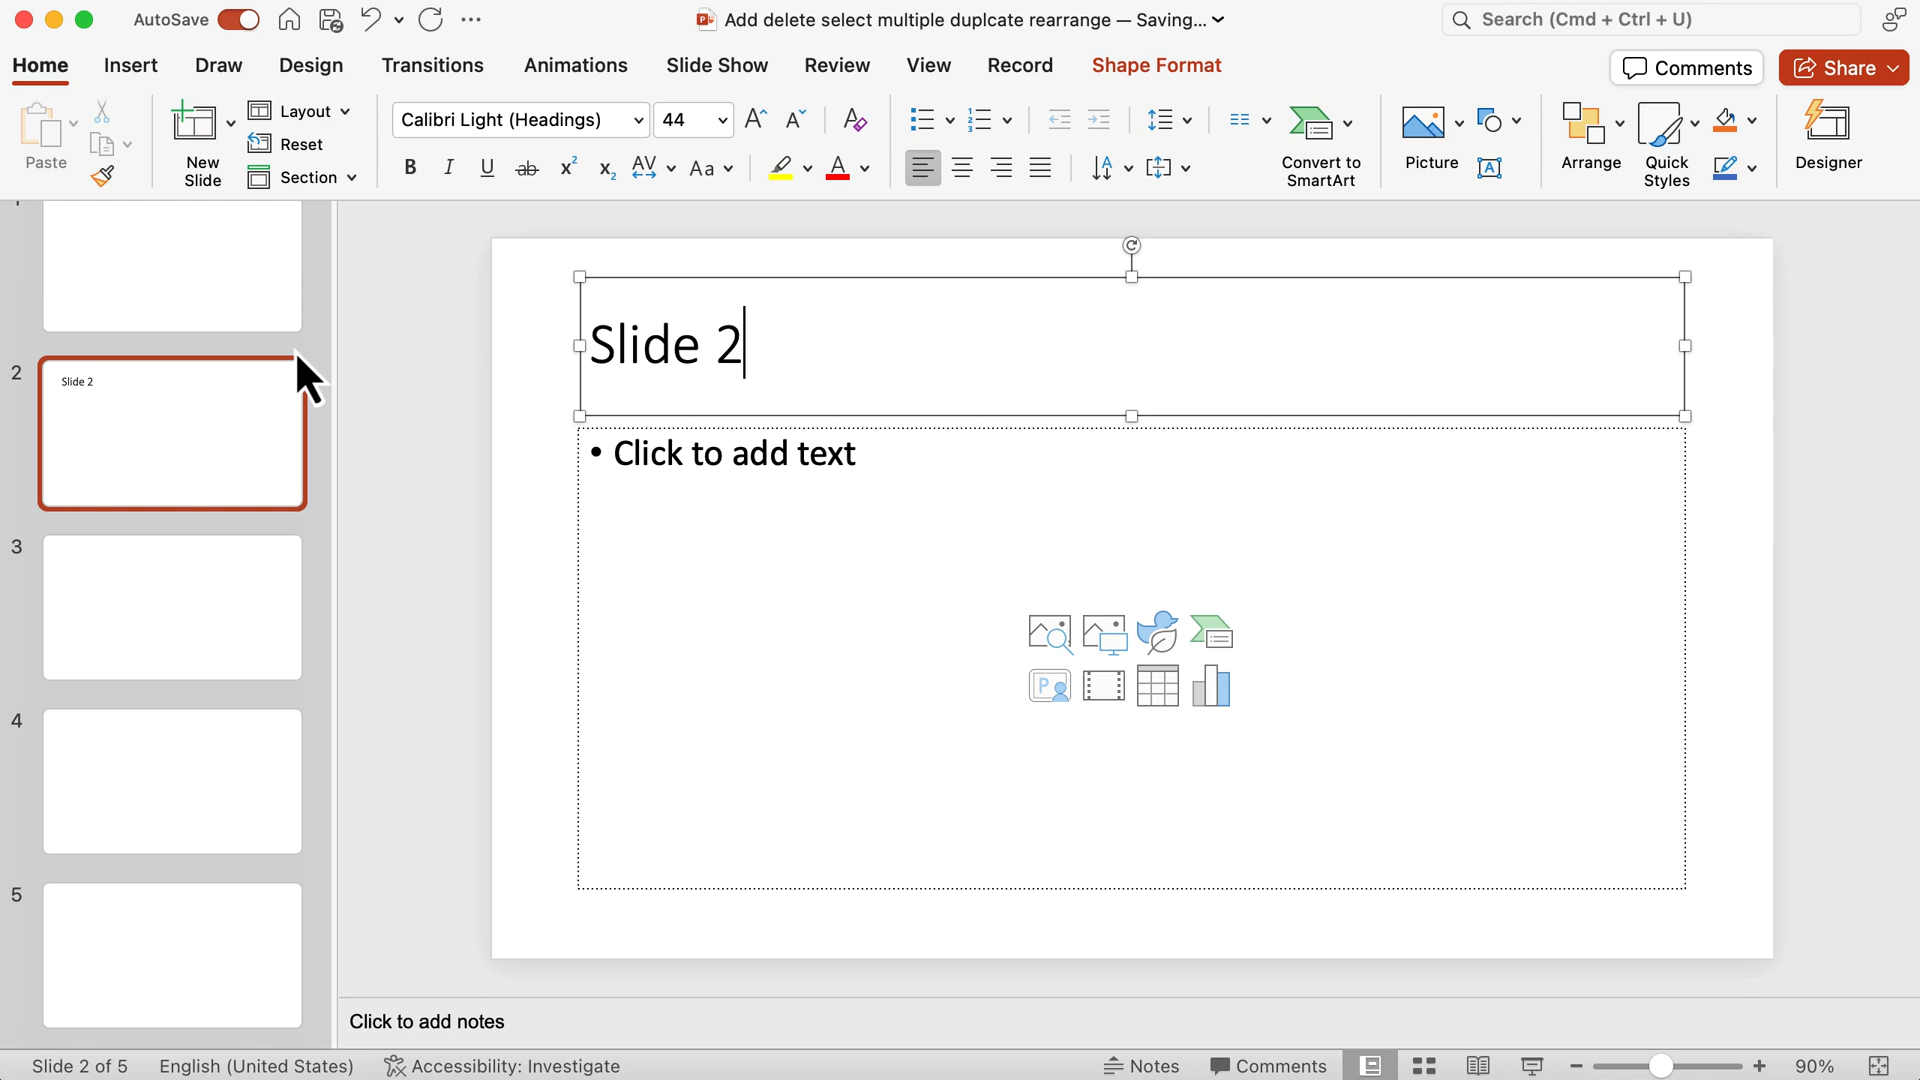 AutoSave
Add delete select multiple duplcate rearrange — Saving...
Search (Cmd + Ctrl + U)
Home Insert Draw Design Transitions Animations Slide Show Review View Record Shape Format
Comments Share
Paste
New Slide
Layout
Reset
Section
Calibri Light (Headings) 44
Convert to SmartArt
Picture
Arrange
Quick Styles
Designer
2
Slide 2
3
4
5
Slide 2
• Click to add text
Click to add notes
Slide 2 of 5 English (United States) Accessibility: Investigate Notes Comments 90%